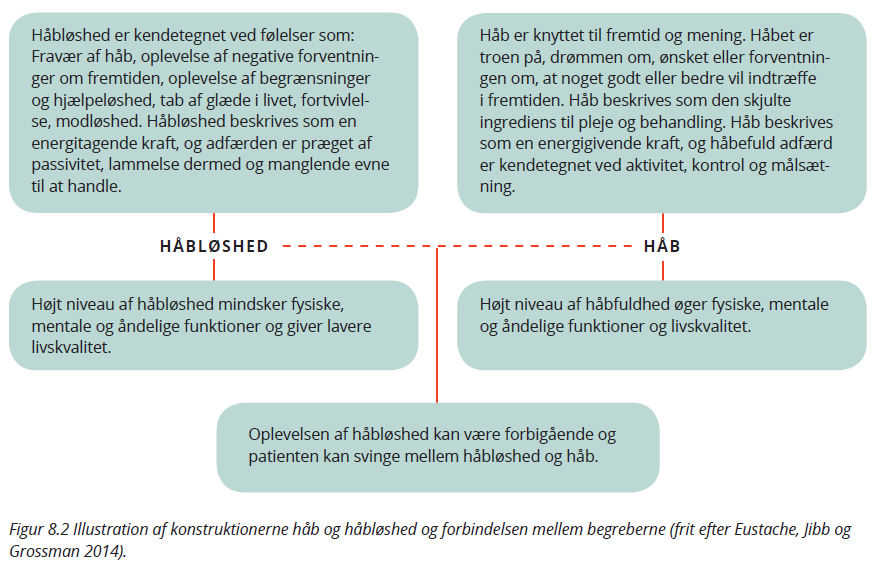 Håbløshed er kendetegnet ved følelser som:
Fravær af håb, oplevelse af negative forventnin-
ger om fremtiden, oplevelse af begrænsninger
og hjælpeløshed, tab af glæde i livet, fortvivlel-
se, modløshed. Håbløshed beskrives som en
energitagende kraft, og adfærden er præget af
passivitet, lammelse dermed og manglende evne
til at handle.
Håb er knyttet til fremtid og mening. Håbet er
troen på, drømmen om, ønsket eller forventnin-
gen om, at noget godt eller bedre vil indtræffe
i fremtiden. Håb beskrives som den skjulte
ingrediens til pleje og behandling. Håb beskrives
som en energigivende kraft, og håbefuld adfærd
er kendetegnet ved aktivitet, kontrol og målsæt-
ning.
HÅBLØSHED
HÅB
Højt niveau af håbløshed mindsker fysiske,
mentale og åndelige funktioner og giver lavere
livskvalitet.
Højt niveau af håbfuldhed øger fysiske, mentale
og åndelige funktioner og livskvalitet.
Oplevelsen af håbløshed kan være forbigående og
patienten kan svinge mellem håbløshed og håb.
Figur 8.2 Illustration af konstruktionerne håb og håbløshed og forbindelsen mellem begreberne (frit efter Eustache, Jibb og
Grossman 2014).